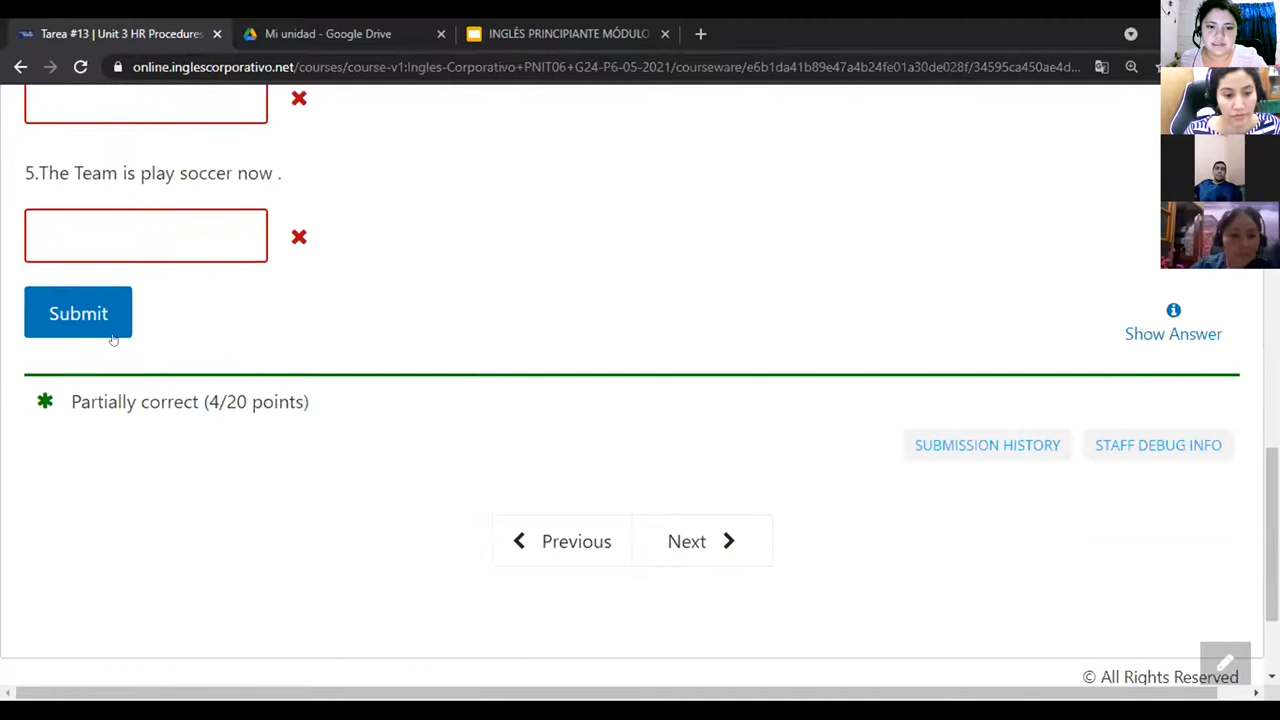 Tarea #13 | Unit 3 HR Procedures
Mi unidad - Google Drive
INGLÉS PRINCIPIANTE MÓDULO
online.inglescorporativo.net/courses/course-v1:Ingles-Corporativo+PNID6+G24-P6-05-2021/courseware/e6b1da41b89e47a4b24fe01a30de028f/34595ca450ae4d...
5.The Team is play soccer now .
Submit
Show Answer
Partially correct (4/20 points)
SUBMISSION HISTORY
STAFF DEBUG INFO
Previous
Next
© All Rights Reserved